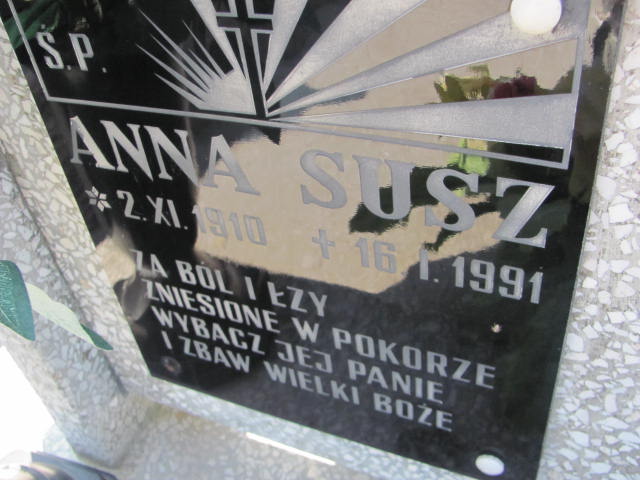 Ś.P.
ANNA SUSZ
* 2.XI.1910 + 16.I.1991
ZA BÓL I ŁZY
ZNIESIONE W POKORZE
WYBACZ JEJ PANIE
I ZBAW WIELKI BOŻE